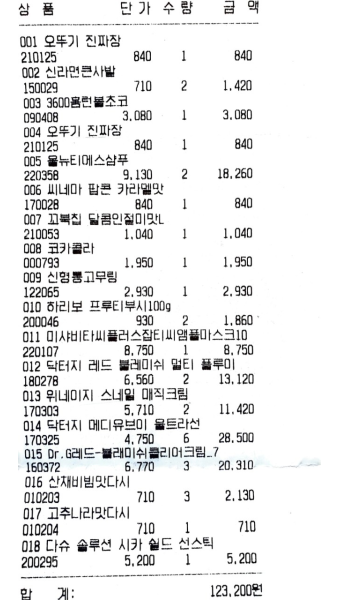 상 품 단 가 수 량 금 액
001 오뚜기 진짜장
210125 840 1 840
002 신라면큰사발
150029 710 2 1,420
003 3600홈런볼초코
090408 3,080 1 3,080
004 오뚜기 진짜장
210125 840 1 840
005 올뉴티에스샴푸
220358 9,130 2 18,260
006 씨네마 팝콘 카라멜맛
170028 840 1 840
007 꼬북칩 달콤인절미맛L
210053 1,040 1 1,040
008 코카콜라
000793 1,950 1 1,950
009 신형통고무링
122065 2,930 1 2,930
010 하리보 프루티부시100g
200046 930 2 1,860
011 미샤비타씨플러스잡티씨앰플마스크10
220107 8,750 1 8,750
012 닥터지 레드 블레미쉬 멀티 플루이
180278 6,560 2 13,120
013 위네이지 스네일 매직크림
170303 5,710 2 11,420
014 닥터지 메디유브이 울트라선
170325 4,750 6 28,500
015 Dr.G레드-블래미쉬클리어크림_7
160372 6,770 3 20,310
016 산채비빔맛다시
010203 710 3 2,130
017 고추나라맛다시
010204 710 1 710
018 다슈 솔루션 시카 쉴드 선스틱
200295 5,200 1 5,200
합 계: 123,200원